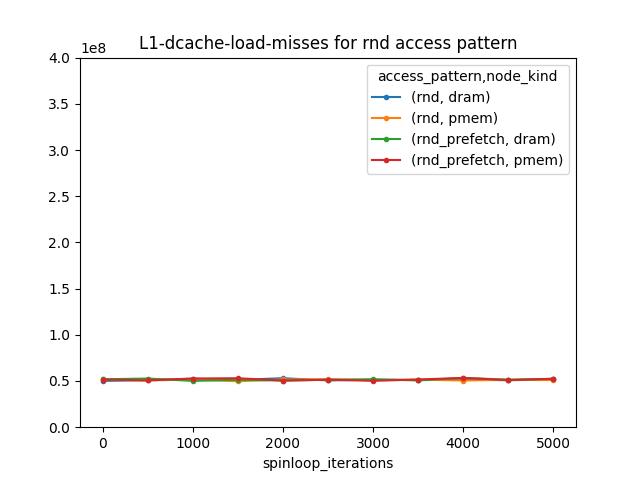 L1-dcache-load-misses for rnd access pattern
1e8
4.0
3.5
3.0
2.5
2.0
1.5
1.0
0.5
0.0
access_pattern,node_kind
(rnd, dram)
(rnd, pmem)
(rnd_prefetch, dram)
(rnd_prefetch, pmem)
0 1000 2000 3000 4000 5000
spinloop_iterations